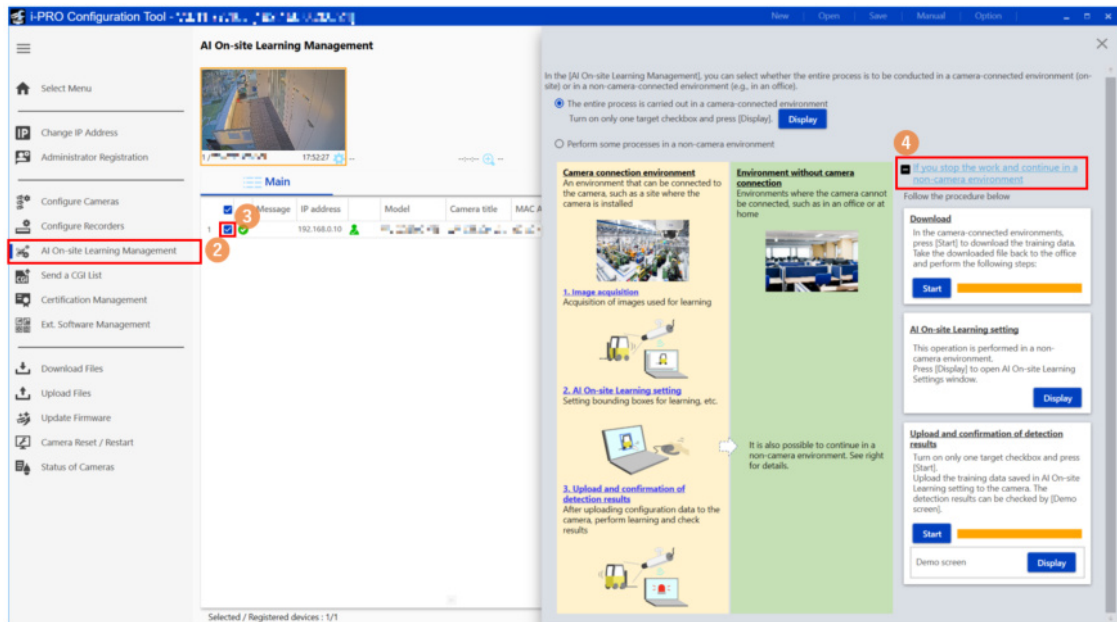 i-PRO Configuration Tool -
New Open Save Manual Option
AI On-site Learning Management
Select Menu
IP Change IP Address
Administrator Registration
Configure Cameras
Configure Recorders
AI On-site Learning Management
CGI Send a CGI List
Certification Management
Ext. Software Management
Download Files
Upload Files
Update Firmware
Camera Reset / Restart
Status of Cameras
1 /
17:52:27
--:--:--
Main
Message IP address Model Camera title MAC A
1 192.168.0.10
2
3
Selected / Registered devices : 1/1
In the [AI On-site Learning Management], you can select whether the entire process is to be conducted in a camera-connected environment (on-
site) or in a non-camera-connected environment (e.g., in an office).
The entire process is carried out in a camera-connected environment
Turn on only one target checkbox and press [Display]. Display
Perform some processes in a non-camera environment
Camera connection environment
An environment that can be connected to
the camera, such as a site where the
camera is installed
1. Image acquisition
Acquisition of images used for learning
2. AI On-site Learning setting
Setting bounding boxes for learning, etc.
3. Upload and confirmation of
detection results
After uploading configuration data to the
camera, perform learning and check
results
Environment without camera
connection
Environments where the camera cannot
be connected, such as in an office or at
home
It is also possible to continue in a
non-camera environment. See right
for details.
4
If you stop the work and continue in a
non-camera environment
Follow the procedure below
Download
In the camera-connected environments,
press [Start] to download the training data.
Take the downloaded file back to the office
and perform the following steps:
Start
AI On-site Learning setting
This operation is performed in a non-
camera environment.
Press [Display] to open AI On-site Learning
Settings window.
Display
Upload and confirmation of detection
results
Turn on only one target checkbox and press
[Start].
Upload the training data saved in AI On-site
Learning setting to the camera. The
detection results can be checked by [Demo
screen].
Start
Demo screen Display